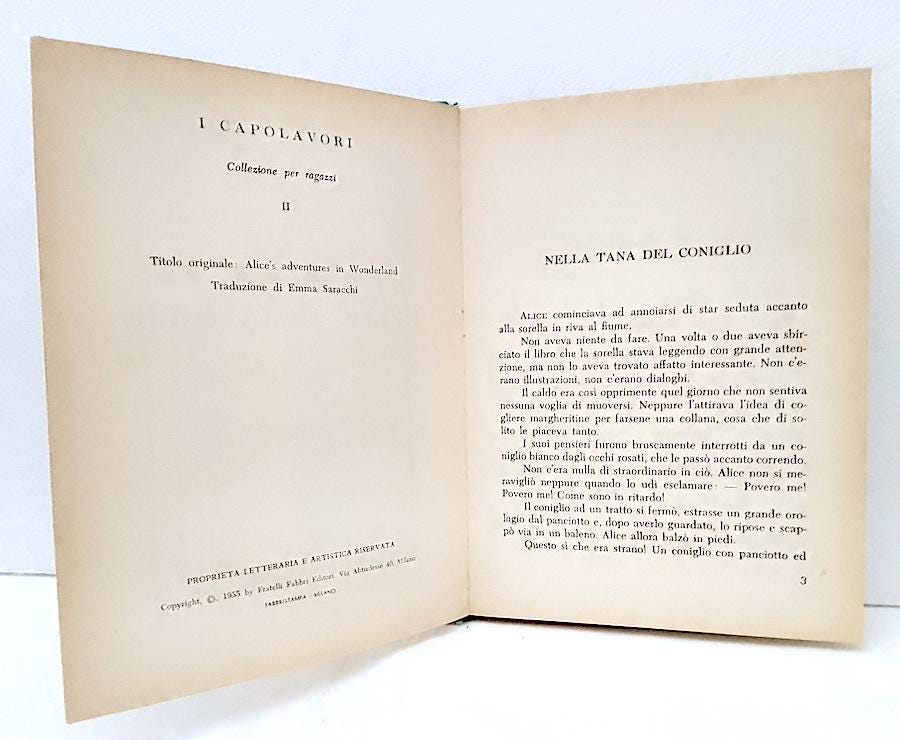 I CAPOLAVORI
Collezione per ragazzi
II
Titolo originale: Alice's adventures in Wonderland
Traduzione di Emma Saracchi
PROPRIETA LETTERARIA E ARTISTICA RISERVATA
Copyright, ©, 1955 by Fratelli Fabbri Editori, Via Abbadesse 40, Milano
FABBRISTAMPA - MILANO
NELLA TANA DEL CONIGLIO
ALICE cominciava ad annoiarsi di star seduta accanto
alla sorella in riva al fiume.
Non aveva niente da fare. Una volta o due aveva sbir-
ciato il libro che la sorella stava leggendo con grande atten-
zione, ma non lo aveva trovato affatto interessante. Non c'e-
rano illustrazioni, non c'erano dialoghi.
Il caldo era così opprimente quel giorno che non sentiva
nessuna voglia di muoversi. Neppure l'attirava l'idea di co-
gliere margheritine per farsene una collana, cosa che di so-
lito le piaceva tanto.
I suoi pensieri furono bruscamente interrotti da un co-
niglio bianco dagli occhi rosati, che le passò accanto correndo.
Non c'era nulla di straordinario in ciò. Alice non si me-
ravigliò neppure quando lo udì esclamare: — Povero me!
Povero me! Come sono in ritardo!
Il coniglio ad un tratto si fermò, estrasse un grande oro-
logio dal panciotto e, dopo averlo guardato, lo ripose e scap-
pò via in un baleno. Alice allora balzò in piedi.
Questo sì che era strano! Un coniglio con panciotto ed
3